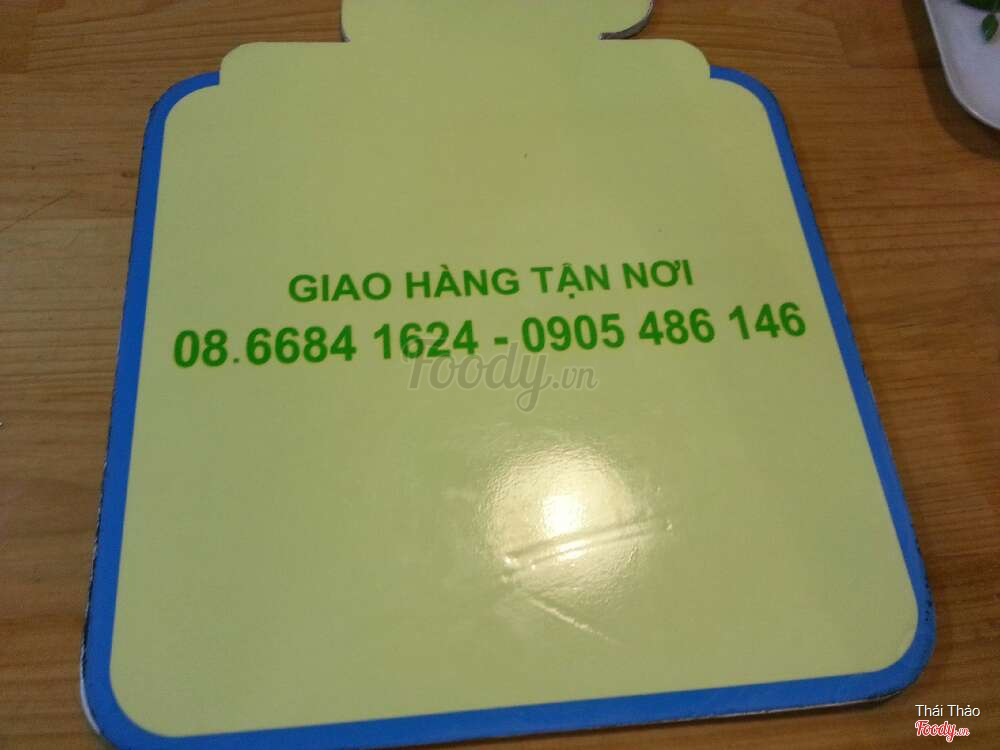 GIAO HÀNG TẬN NƠI
08.6684 1624 - 0905 486 146
Foody.vn
Thái Thảo
Foody.vn